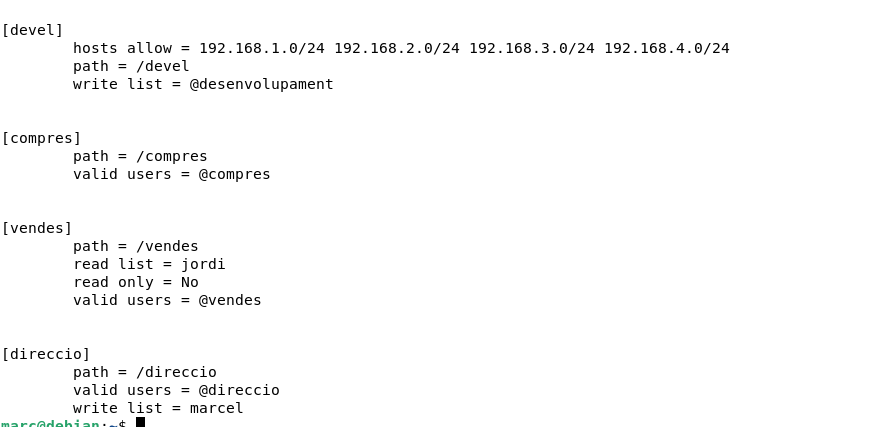 [devel]
        hosts allow = 192.168.1.0/24 192.168.2.0/24 192.168.3.0/24 192.168.4.0/24
        path = /devel
        write list = @desenvolupament
[compres]
        path = /compres
        valid users = @compres
[vendes]
        path = /vendes
        read list = jordi
        read only = No
        valid users = @vendes
[direccio]
        path = /direccio
        valid users = @direccio
        write list = marcel
marc@debian:~$